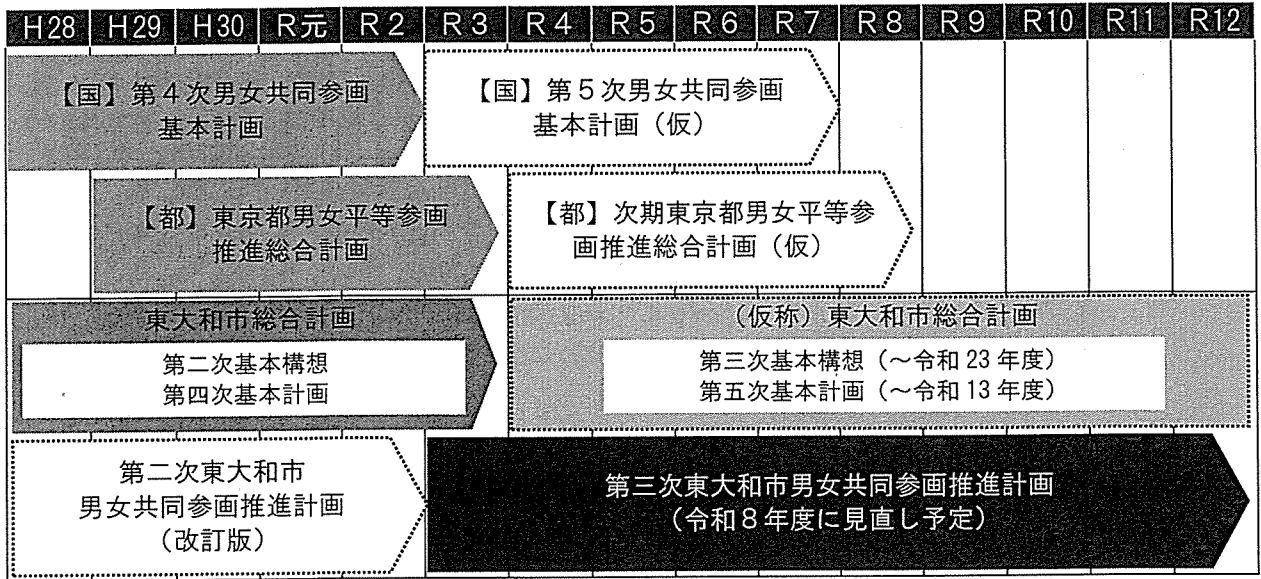 H28 H29 H30 R元 R2 R3 R4 R5 R6 R7 R8 R9 R10 R11 R12
【国】第4次男女共同参画
基本計画
【国】第5次男女共同参画
基本計画（仮）
【都】東京都男女平等参画
推進総合計画
【都】次期東京都男女平等参
画推進総合計画（仮）
東大和市総合計画
第二次基本構想
第四次基本計画
（仮称）東大和市総合計画
第三次基本構想（～令和23年度）
第五次基本計画（～令和13年度）
第二次東大和市
男女共同参画推進計画
（改訂版）
第三次東大和市男女共同参画推進計画
（令和8年度に見直し予定）